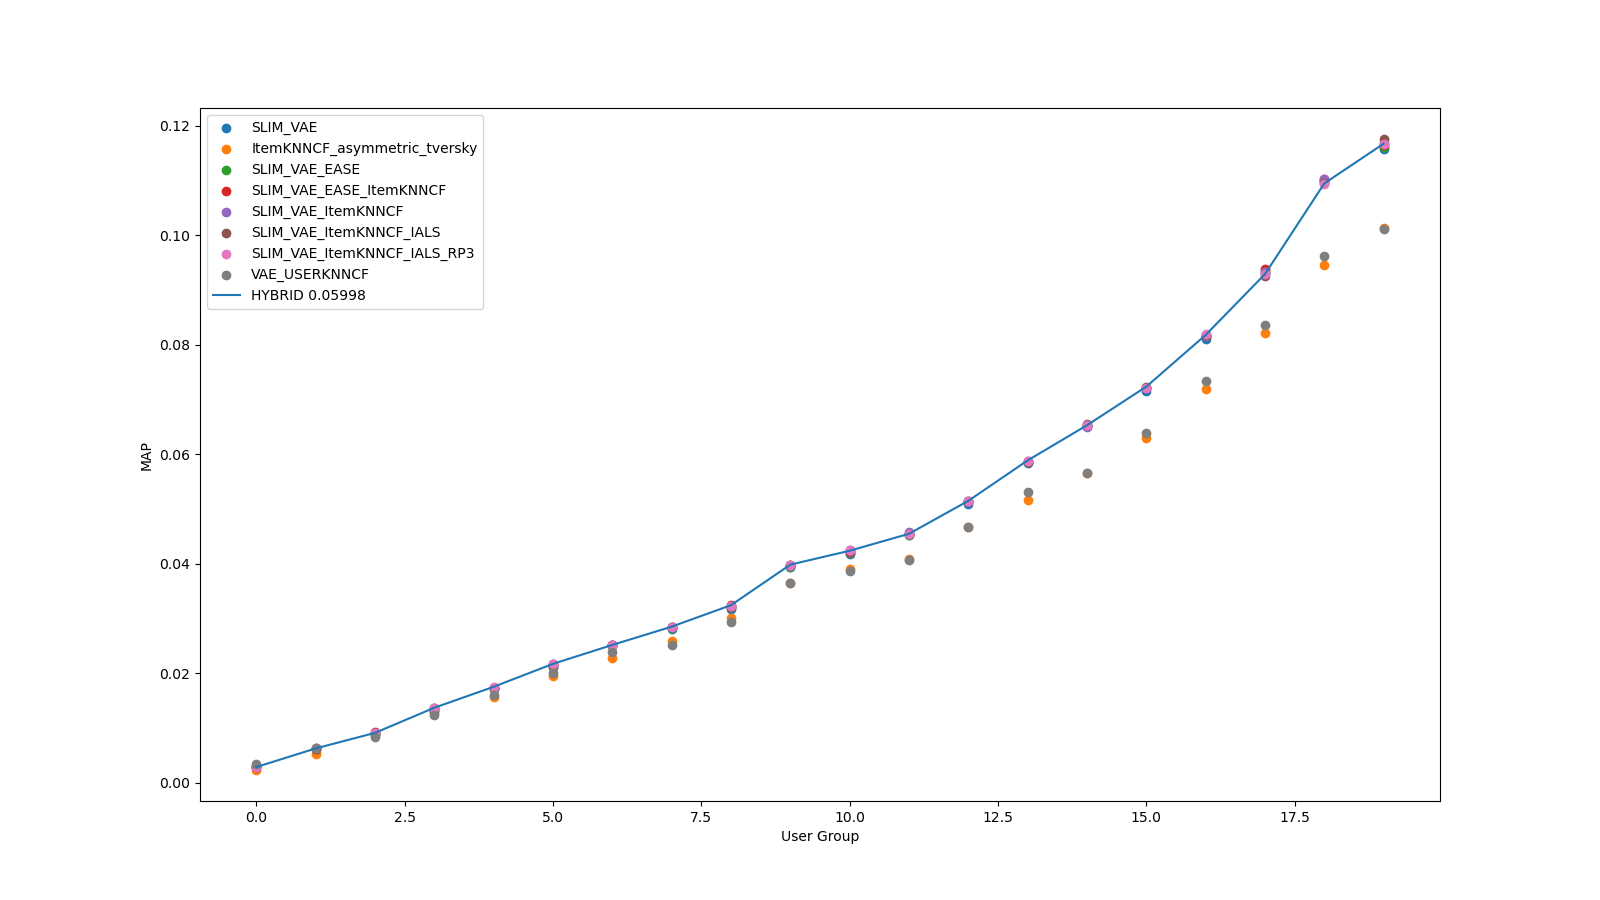 SLIM_VAE
ItemKNNCF_asymmetric_tversky
SLIM_VAE_EASE
SLIM_VAE_EASE_ItemKNNCF
SLIM_VAE_ItemKNNCF
SLIM_VAE_ItemKNNCF_IALS
SLIM_VAE_ItemKNNCF_IALS_RP3
VAE_USERKNNCF
HYBRID 0.05998
0.12
0.10
0.08
0.06
0.04
0.02
0.00
MAP
0.0 2.5 5.0 7.5 10.0 12.5 15.0 17.5
User Group